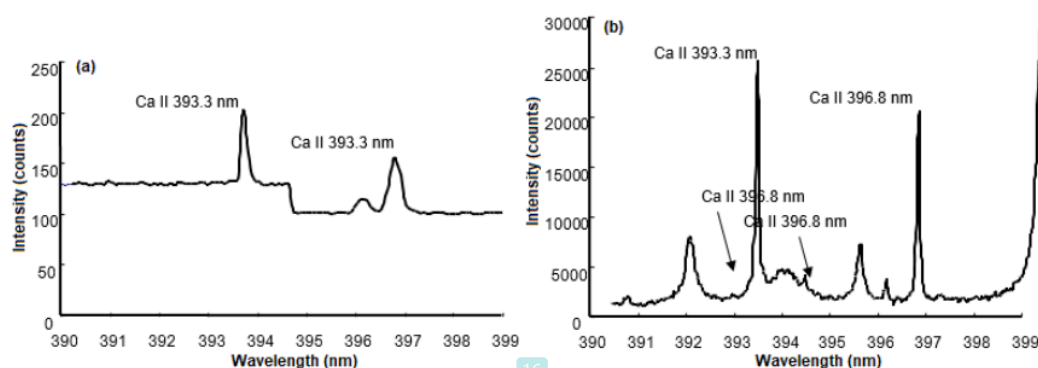 (a)
250
200
150
100
50
0
Ca II 393.3 nm
Ca II 393.3 nm
Intensity (counts)
390 391 392 393 394 395 396 397 398 399
Wavelength (nm)
(b)
30000
25000
20000
15000
10000
5000
0
Ca II 393.3 nm
Ca II 396.8 nm
Ca II 396.8 nm
Ca II 396.8 nm
Intensity (counts)
390 391 392 393 394 395 396 397 398 399
Wavelength (nm)
16